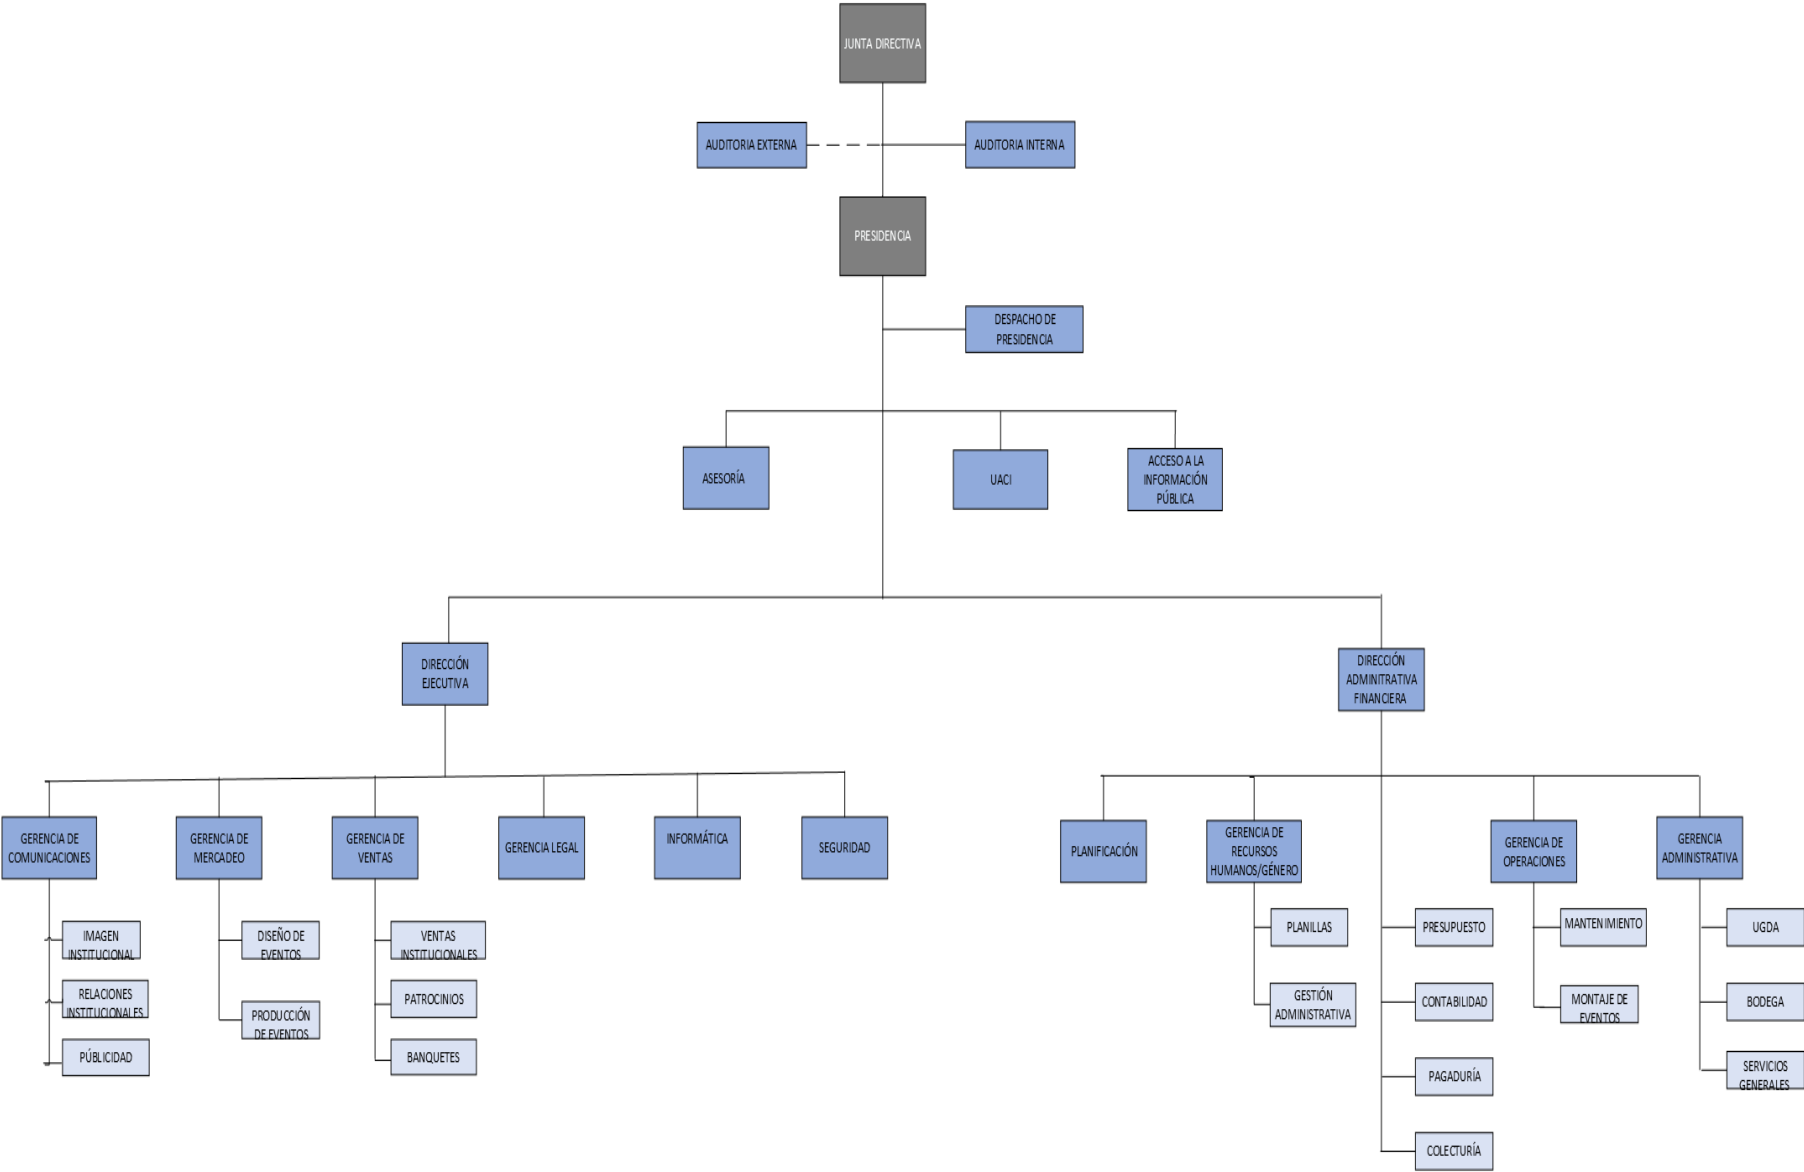 JUNTA DIRECTIVA
AUDITORIA EXTERNA
AUDITORIA INTERNA
PRESIDENCIA
DESPACHO DE
PRESIDENCIA
ASESORÍA
UACI
ACCESO A LA
INFORMACIÓN
PÚBLICA
DIRECCIÓN
EJECUTIVA
DIRECCIÓN
ADMINITRATIVA
FINANCIERA
GERENCIA DE
COMUNICACIONES
GERENCIA DE
MERCADEO
GERENCIA DE
VENTAS
GERENCIA LEGAL
INFORMÁTICA
SEGURIDAD
PLANIFICACIÓN
GERENCIA DE
RECURSOS
HUMANOS/GÉNERO
GERENCIA DE
OPERACIONES
GERENCIA
ADMINISTRATIVA
IMAGEN
INSTITUCIONAL
RELACIONES
INSTITUCIONALES
PÚBLICIDAD
DISEÑO DE
EVENTOS
PRODUCCIÓN
DE EVENTOS
VENTAS
INSTITUCIONALES
PATROCINIOS
BANQUETES
PLANILLAS
GESTIÓN
ADMINISTRATIVA
PRESUPUESTO
CONTABILIDAD
PAGADURÍA
COLECTURÍA
MANTENIMIENTO
MONTAJE DE
EVENTOS
UGDA
BODEGA
SERVICIOS
GENERALES